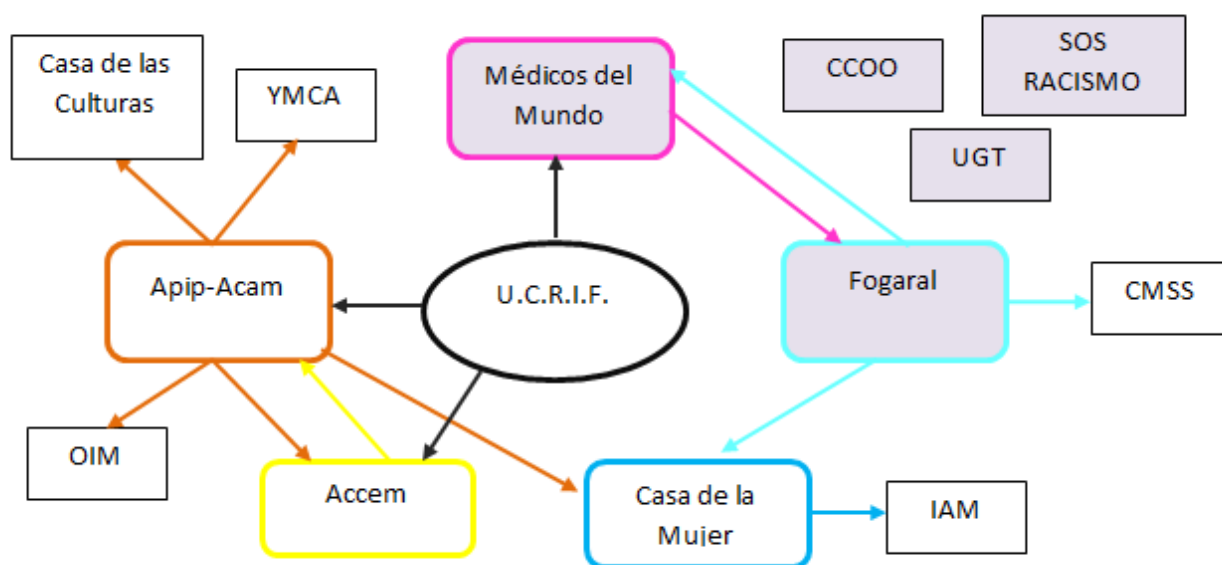 Casa de las
Culturas
YMCA
Médicos del
Mundo
CCOO
SOS
RACISMO
UGT
Apip-Acam
U.C.R.I.F.
Fogaral
CMSS
OIM
Accem
Casa de la
Mujer
IAM